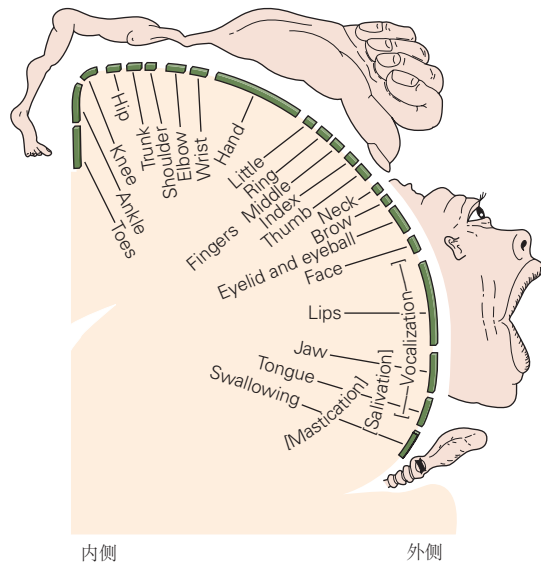 Toes
Ankle
Knee
Hip
Trunk
Shoulder
Elbow
Wrist
Hand
Little
Ring
Middle
Index
Thumb
Fingers
Neck
Brow
Eyelid and eyeball
Face
Lips
Jaw
Tongue
Swallowing
[Mastication]
[Salivation]
[Vocalization]
内侧
外侧